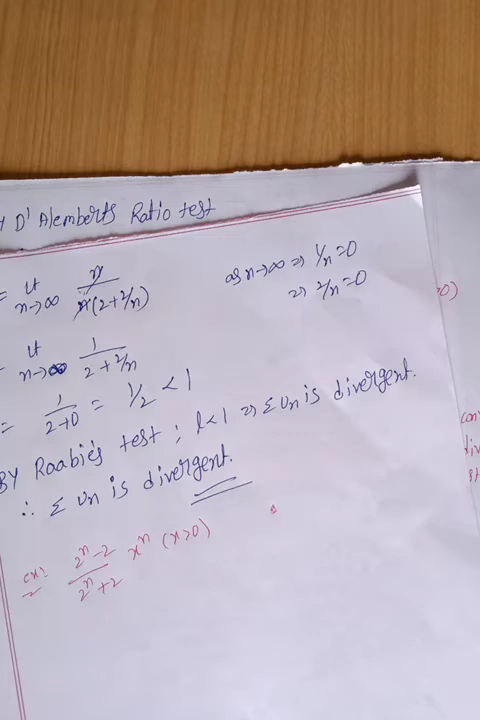 D' Alemberts Ratio test
= lt n→∞ n / n(2+2/n) as n→∞ => 1/n=0
=> 2/n=0
lt n→∞ 1 / 2+2/n
= 1/2+0 = 1/2 < 1
BY Raabie's test; l<1 => Σ un is divergent.
∴ Σ un is divergent.
ex: 2^n-2 / 2^n+2 x^n (x>0)